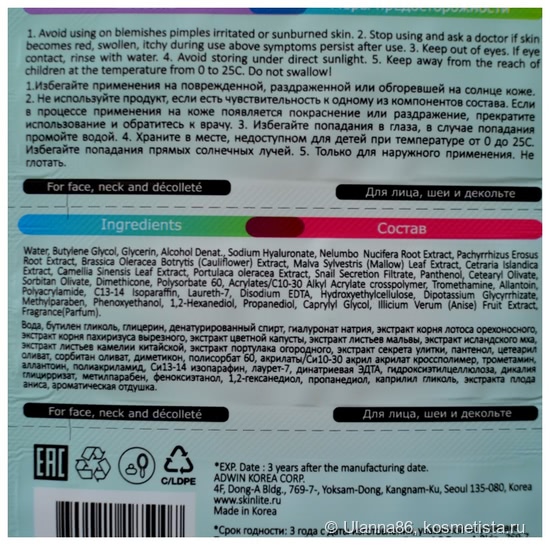 предосторожности
1. Avoid using on blemishes pimples irritated or sunburned skin. 2. Stop using and ask a doctor if skin
becomes red, swollen, itchy during use above symptoms persist after use. 3. Keep out of eyes. If eye
contact, rinse with water. 4. Avoid storing under direct sunlight. 5. Keep away from the reach of
children at the temperature from 0 to 25C. Do not swallow!
1.Избегайте применения на поврежденной, раздраженной или обгоревшей на солнце коже.
2. Не используйте продукт, если есть чувствительность к одному из компонентов состава. Если
в процессе применения на коже появляется покраснение или раздражение, прекратите
использование и обратитесь к врачу. 3. Избегайте попадания в глаза, в случае попадания
промойте водой. 4. Храните в месте, недоступном для детей при температуре от 0 до 25С.
Избегайте попадания прямых солнечных лучей. 5. Только для наружного применения. Не
глотать.
For face, neck and décolleté
Для лица, шеи и декольте
Ingredients
Состав
Water, Butylene Glycol, Glycerin, Alcohol Denat., Sodium Hyaluronate, Nelumbo Nucifera Root Extract, Pachyrrhizus Erosus
Root Extract, Brassica Oleracea Botrytis (Cauliflower) Extract, Malva Sylvestris (Mallow) Leaf Extract, Cetraria Islandica
Extract, Camellia Sinensis Leaf Extract, Portulaca oleracea Extract, Snail Secretion Filtrate, Panthenol, Cetearyl Olivate,
Sorbitan Olivate, Dimethicone, Polysorbate 60, Acrylates/C10-30 Alkyl Acrylate crosspolymer, Tromethamine, Allantoin,
Polyacrylamide, C13-14 Isoparaffin, Laureth-7, Disodium EDTA, Hydroxyethylcellulose, Dipotassium Glycyrrhizate,
Methylparaben, Phenoxyethanol, 1,2-Hexanediol, Propanediol, Caprylyl Glycol, Illicium Verum (Anise) Fruit Extract,
Fragrance(Parfum).
Вода, бутилен гликоль, глицерин, денатурированный спирт, гиалуронат натрия, экстракт корня лотоса орехоносного,
экстракт корня пахиризуса вырезного, экстракт цветной капусты, экстракт листьев мальвы, экстракт исландского мха,
экстракт листьев камелии китайской, экстракт портулака огородного, экстракт секрета улитки, пантенол, цетеарил
оливат, сорбитан оливат, диметикон, полисорбат 60, акрилаты/Си10-30 акрил акрилат кроссполимер, трометамин,
аллантоин, полиакриламид, Си13-14 изопарафин, лаурет-7, динатриевая ЭДТА, гидроксиэтилцеллюлоза, дикалия
глицирризат, метилпарабен, феноксиэтанол, 1,2-гександиол, пропанедиол, каприлил гликоль, экстракта плода
аниса, ароматическая отдушка.
For face, neck and décolleté
Для лица, шеи и декольте
EAC
C/LDPE
*EXP. Date : 3 years after the manufacturing date.
ADWIN KOREA CORP.
4F, Dong-A Bldg., 769-7-, Yoksam-Dong, Kangnam-Ku, Seoul 135-080, Korea
www.skinlite.ru
Made in Korea
*Срок годности: 3 года с
© Ulanna86, kosmetista.ru